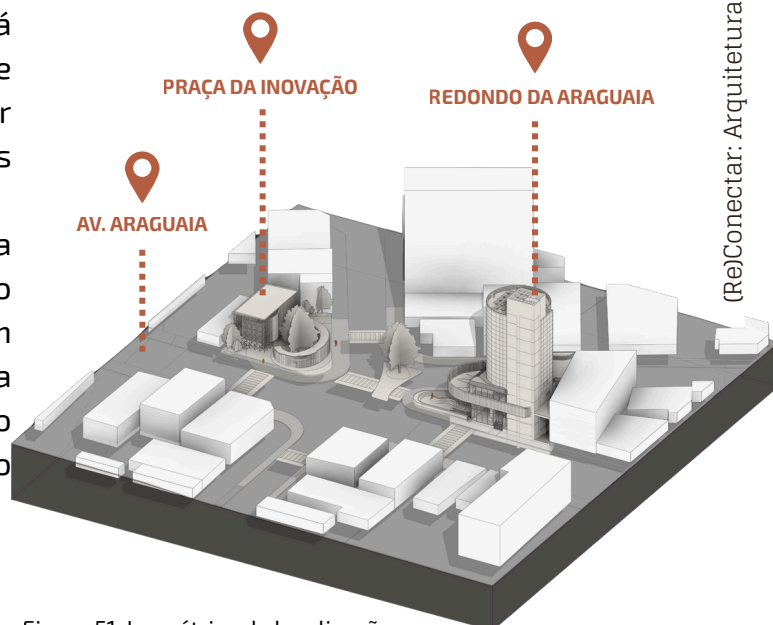 á
e
r
s
a
o
n
a
o
o
PRAÇA DA INOVAÇÃO
REDONDO DA ARAGUAIA
AV. ARAGUAIA
(Re)Conectar: Arquitetura